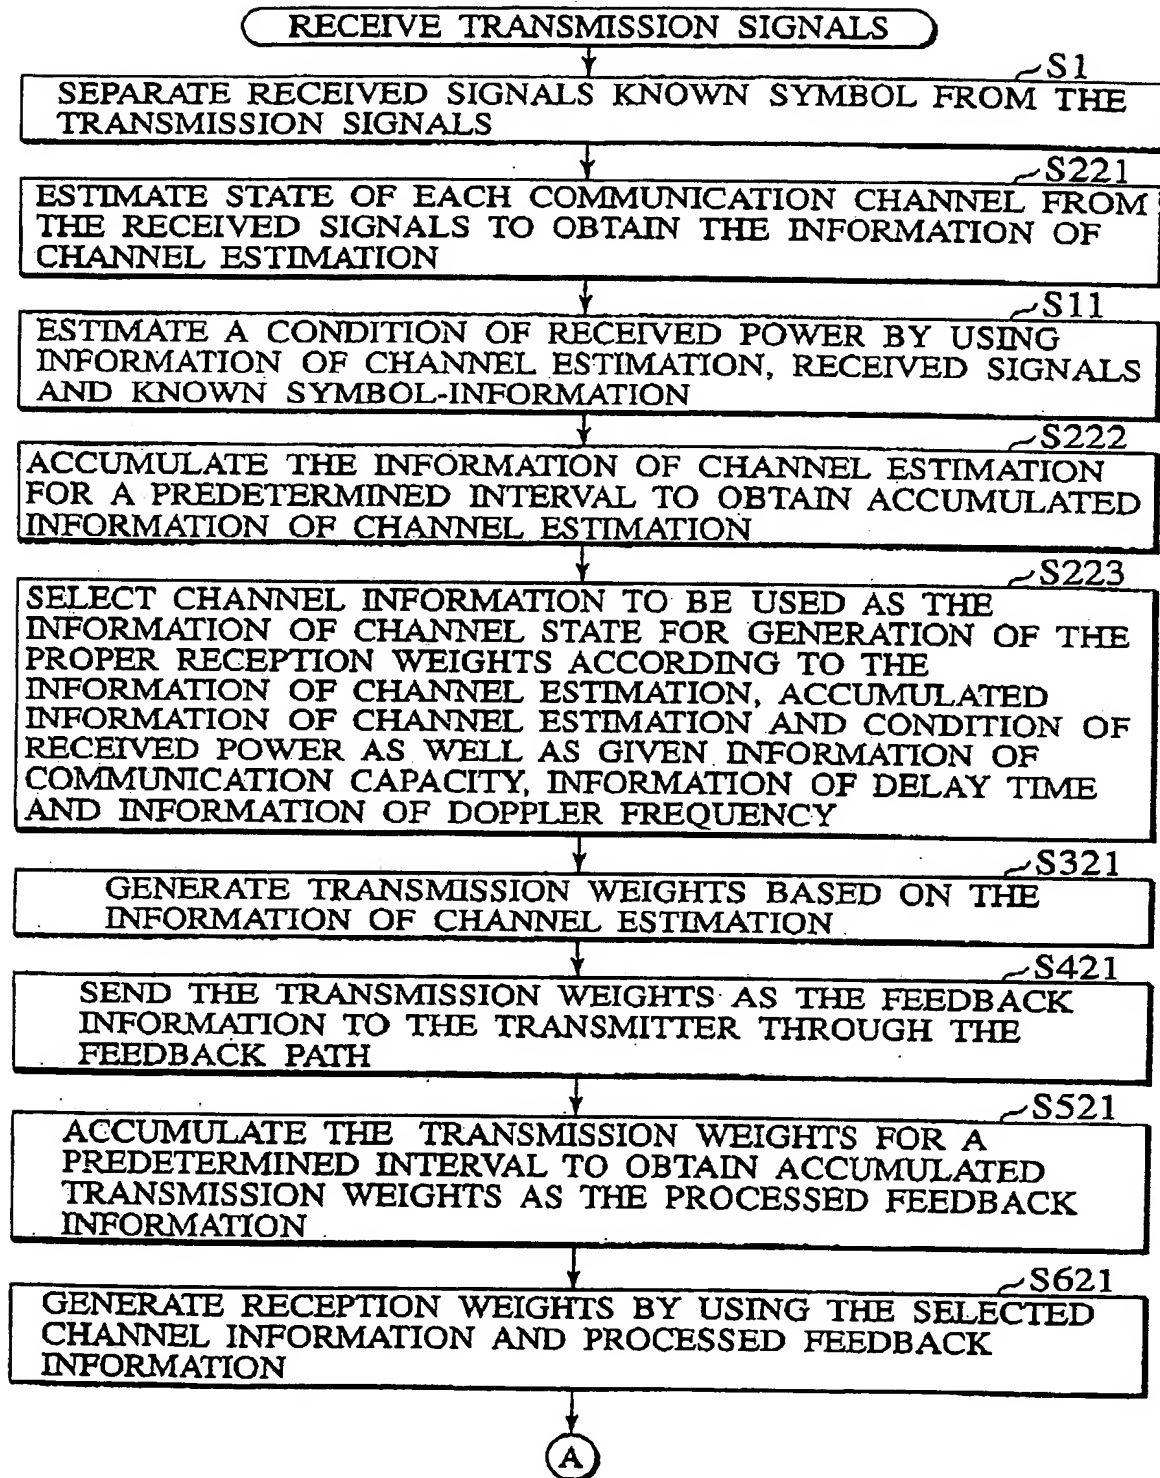 RECEIVE TRANSMISSION SIGNALS
S1
SEPARATE RECEIVED SIGNALS KNOWN SYMBOL FROM THE
TRANSMISSION SIGNALS
S221
ESTIMATE STATE OF EACH COMMUNICATION CHANNEL FROM
THE RECEIVED SIGNALS TO OBTAIN THE INFORMATION OF
CHANNEL ESTIMATION
S11
ESTIMATE A CONDITION OF RECEIVED POWER BY USING
INFORMATION OF CHANNEL ESTIMATION, RECEIVED SIGNALS
AND KNOWN SYMBOL-INFORMATION
S222
ACCUMULATE THE INFORMATION OF CHANNEL ESTIMATION
FOR A PREDETERMINED INTERVAL TO OBTAIN ACCUMULATED
INFORMATION OF CHANNEL ESTIMATION
S223
SELECT CHANNEL INFORMATION TO BE USED AS THE
INFORMATION OF CHANNEL STATE FOR GENERATION OF THE
PROPER RECEPTION WEIGHTS ACCORDING TO THE
INFORMATION OF CHANNEL ESTIMATION, ACCUMULATED
INFORMATION OF CHANNEL ESTIMATION AND CONDITION OF
RECEIVED POWER AS WELL AS GIVEN INFORMATION OF
COMMUNICATION CAPACITY, INFORMATION OF DELAY TIME
AND INFORMATION OF DOPPLER FREQUENCY
S321
GENERATE TRANSMISSION WEIGHTS BASED ON THE
INFORMATION OF CHANNEL ESTIMATION
S421
SEND THE TRANSMISSION WEIGHTS AS THE FEEDBACK
INFORMATION TO THE TRANSMITTER THROUGH THE
FEEDBACK PATH
S521
ACCUMULATE THE TRANSMISSION WEIGHTS FOR A
PREDETERMINED INTERVAL TO OBTAIN ACCUMULATED
TRANSMISSION WEIGHTS AS THE PROCESSED FEEDBACK
INFORMATION
S621
GENERATE RECEPTION WEIGHTS BY USING THE SELECTED
CHANNEL INFORMATION AND PROCESSED FEEDBACK
INFORMATION
A